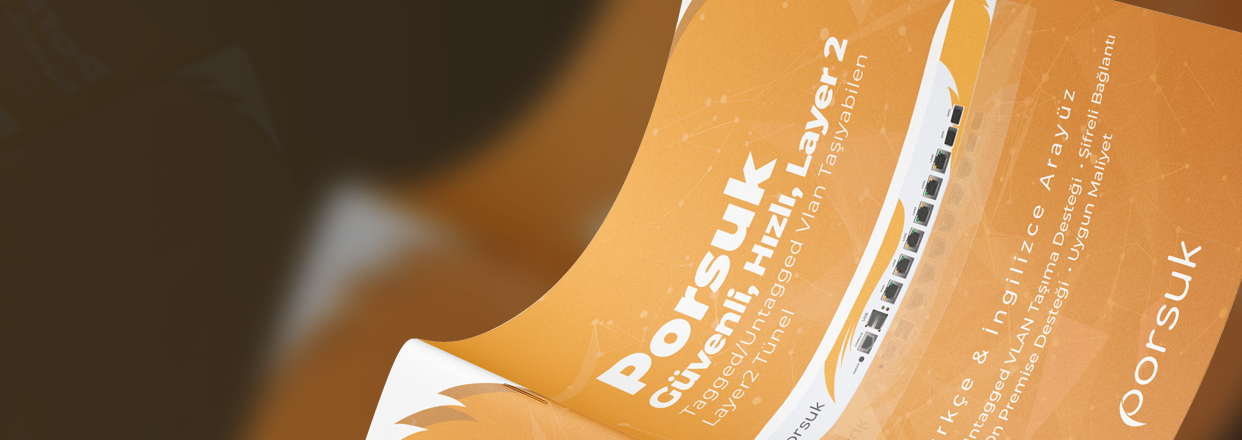 Porsuk
Güvenli, Hızlı, Layer 2
Tagged/Untagged Vlan Taşıyabilen
Layer2 Tünel
orsuk
rkçe & İngilizce Arayüz
ntagged VLAN Taşıma Desteği • Şifreli Bağlantı
On Premise Desteği • Uygun Maliyet
porsuk